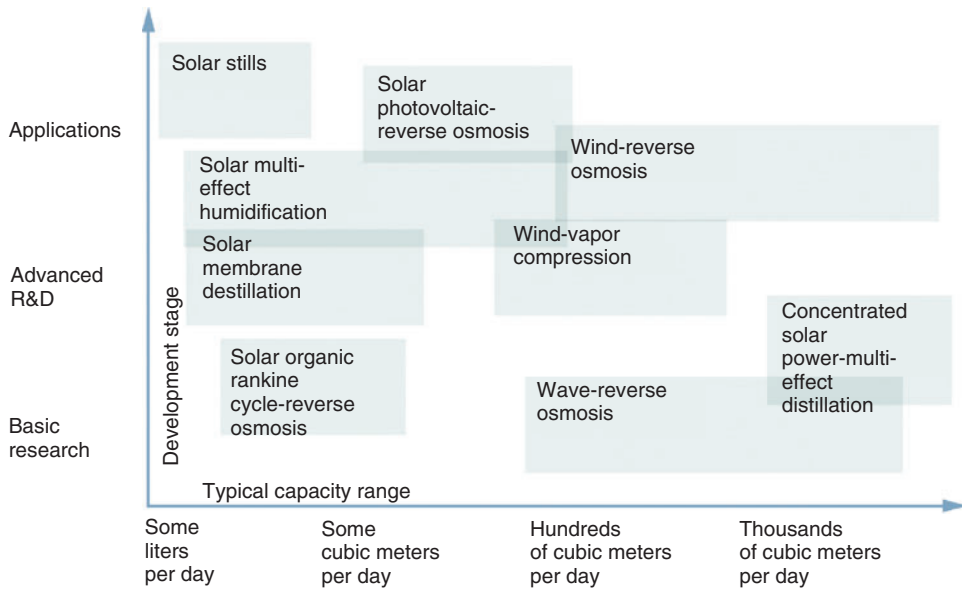 Solar stills
Solar
photovoltaic-
reverse osmosis
Applications
Wind-reverse
osmosis
Solar multi-
effect
humidification
Wind-vapor
compression
Solar
membrane
destillation
Advanced
R&D
Development stage
Concentrated
solar
power-multi-
effect
distillation
Solar organic
rankine
cycle-reverse
osmosis
Wave-reverse
osmosis
Basic
research
Typical capacity range
Some
liters
per day
Some
cubic meters
per day
Hundreds
of cubic meters
per day
Thousands
of cubic meters
per day